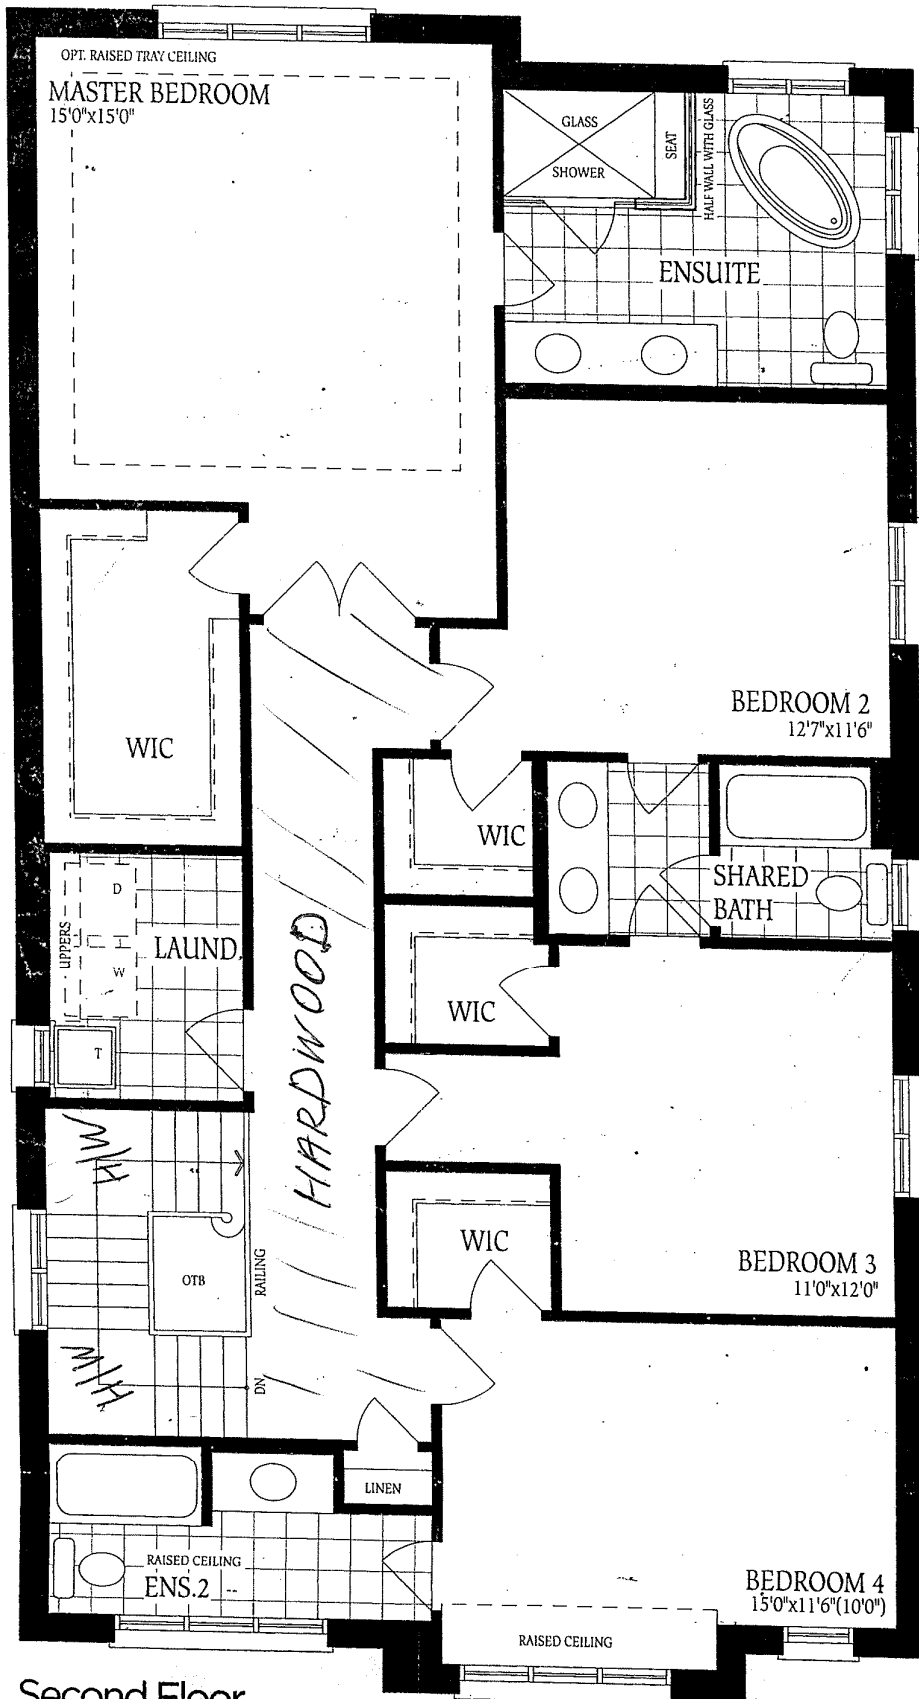 OPT. RAISED TRAY CEILING
MASTER BEDROOM
15'0"x15'0"
GLASS
SHOWER
SEAT
HALF WALL WITH GLASS
ENSUITE
BEDROOM 2
12'7"x11'6"
WIC
WIC
SHARED
BATH
UPPERS
D
W
LAUND.
T
WIC
HARDWOOD
H/W
OTB
RAILING
WIC
BEDROOM 3
11'0"x12'0"
H/W
DN
LINEN
RAISED CEILING
ENS.2
BEDROOM 4
15'0"x11'6"(10'0")
RAISED CEILING
Second Floor